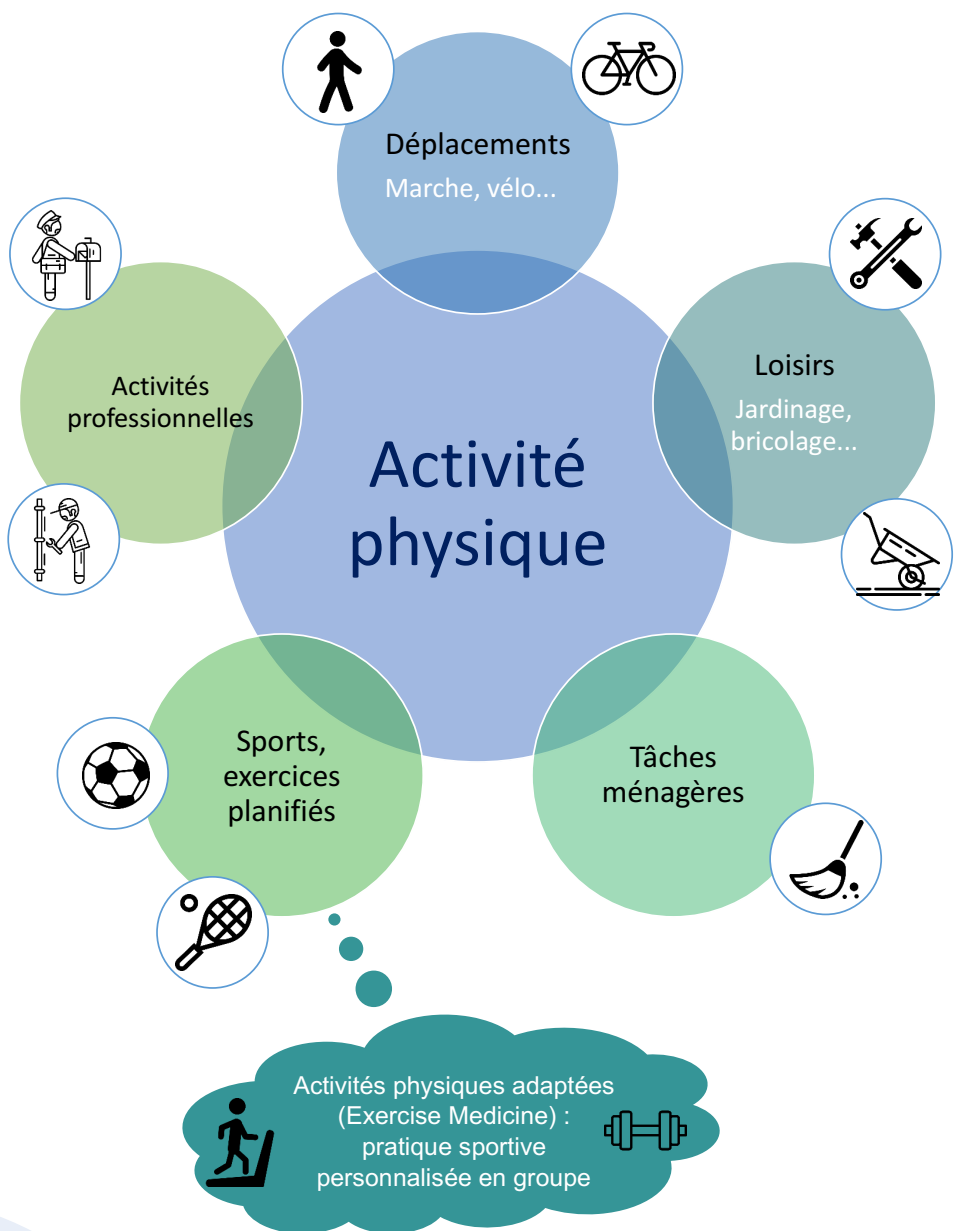 Déplacements
Marche, vélo...
Activités
professionnelles
Loisirs
Jardinage,
bricolage...
Activité
physique
Sports,
exercices
planifiés
Tâches
ménagères
Activités physiques adaptées
(Exercise Medicine) :
pratique sportive
personnalisée en groupe